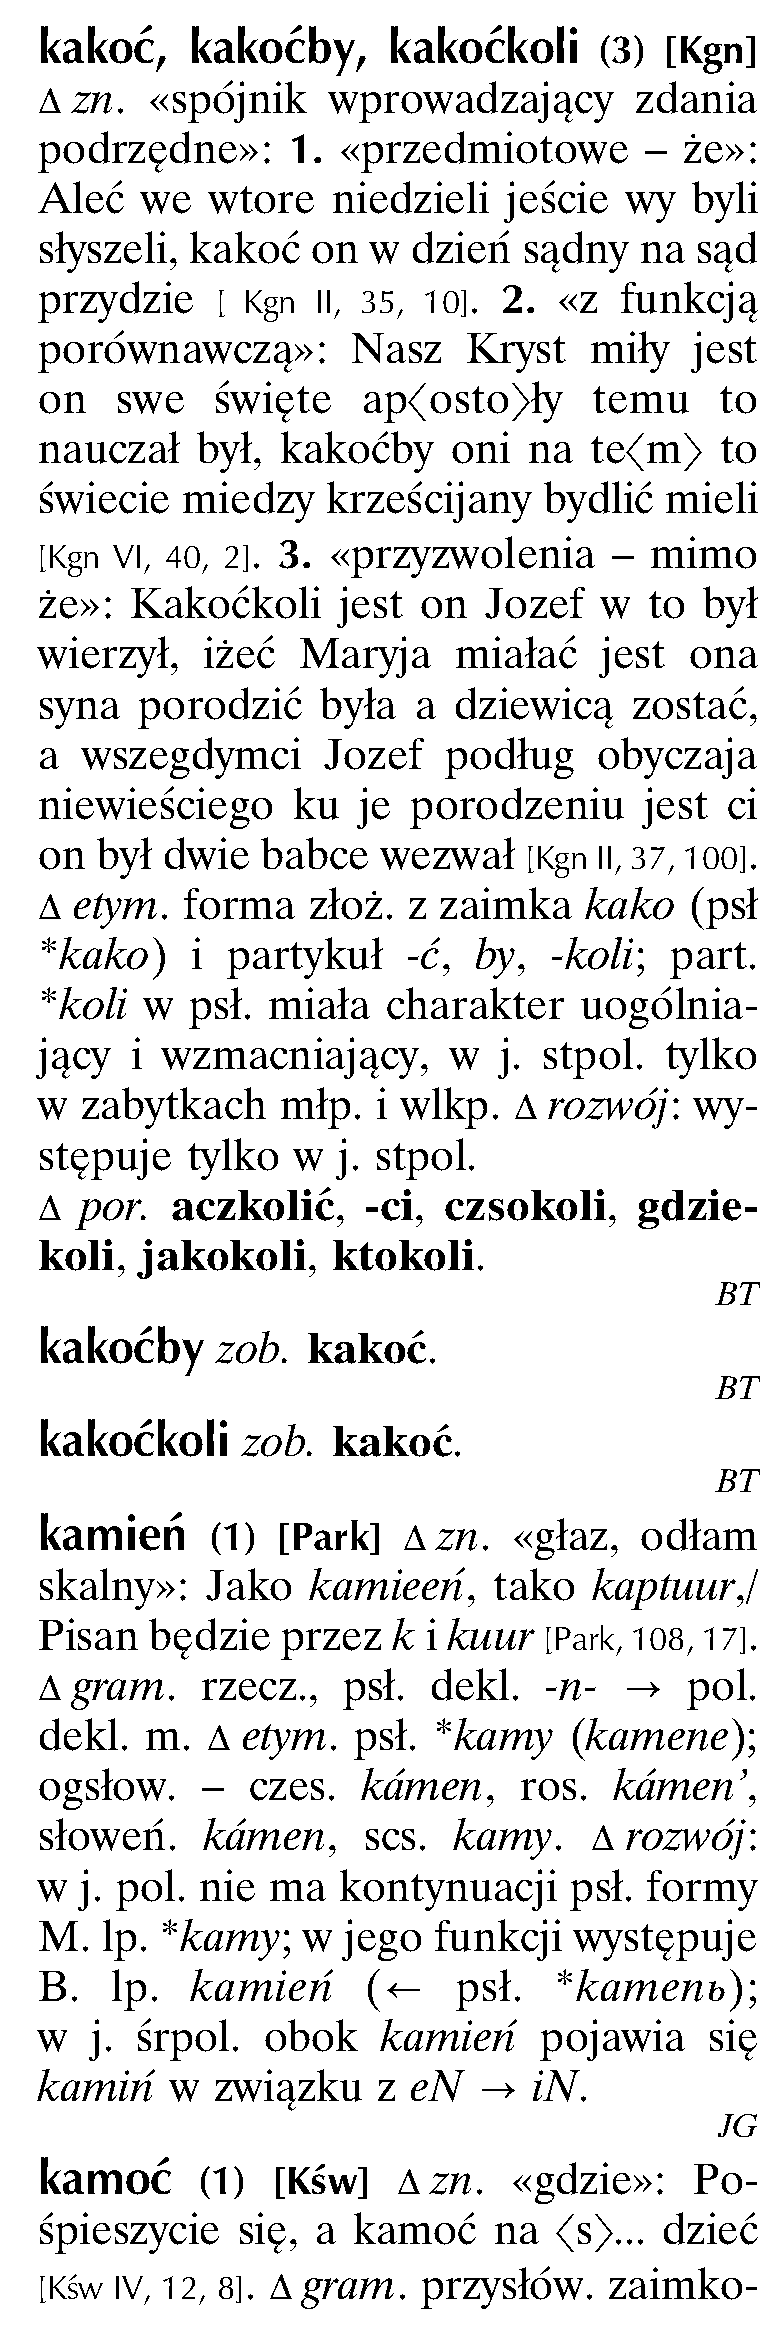 kakoć, kakoćby, kakoćkoli (3) [Kgn]
∆ zn. «spójnik wprowadzający zdania
podrzędne»: 1. «przedmiotowe – że»:
Aleć we wtore niedzieli jeście wy byli
słyszeli, kakoć on w dzień sądny na sąd
przydzie [ Kgn II, 35, 10]. 2. «z funkcją
porównawczą»: Nasz Kryst miły jest
on swe święte ap〈osto〉ły temu to
nauczał był, kakoćby oni na te〈m〉 to
świecie miedzy krześcijany bydlić mieli
[Kgn VI, 40, 2]. 3. «przyzwolenia – mimo
że»: Kakoćkoli jest on Jozef w to był
wierzył, iżeć Maryja miałać jest ona
syna porodzić była a dziewicą zostać,
a wszegdymci Jozef podług obyczaja
niewieściego ku je porodzeniu jest ci
on był dwie babce wezwał [Kgn II, 37, 100].
∆ etym. forma złoż. z zaimka kako (psł
*kako) i partykuł -ć, by, -koli; part.
*koli w psł. miała charakter uogólnia-
jący i wzmacniający, w j. stpol. tylko
w zabytkach młp. i wlkp. ∆ rozwój: wy-
stępuje tylko w j. stpol.
∆ por. aczkolić, -ci, czsokoli, gdzie-
koli, jakokoli, ktokoli.
BT
kakoćby zob. kakoć.
BT
kakoćkoli zob. kakoć.
BT
kamień (1) [Park] ∆ zn. «głaz, odłam
skalny»: Jako kamieeń, tako kaptuur,/
Pisan będzie przez k i kuur [Park, 108, 17].
∆ gram. rzecz., psł. dekl. -n- → pol.
dekl. m. ∆ etym. psł. *kamy (kamene);
ogsłow. – czes. kámen, ros. kámen’,
słoweń. kámen, scs. kamy. ∆ rozwój:
w j. pol. nie ma kontynuacji psł. formy
M. lp. *kamy; w jego funkcji występuje
B. lp. kamień (← psł. *kamenь);
w j. śrpol. obok kamień pojawia się
kamiń w związku z eN → iN.
JG
kamoć (1) [Kśw] ∆ zn. «gdzie»: Po-
śpieszycie się, a kamoć na 〈s〉... dzieć
[Kśw IV, 12, 8]. ∆ gram. przysłów. zaimko-